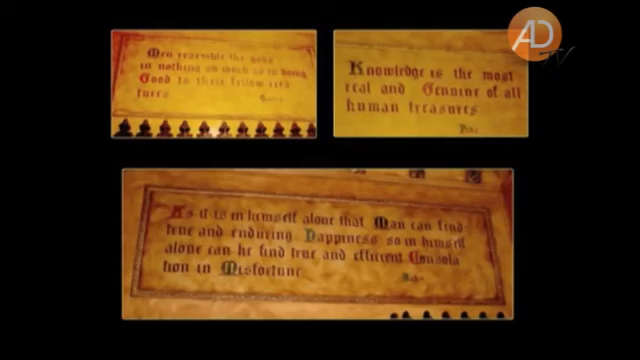 AD
TV
Men resemble the gods
in nothing so much as in doing
Good to their fellow crea
tures.
Knowledge is the most
real and Genuine of all
human treasures
Pike
As it is in himself alone that Man can find
true and enduring Happiness so in himself
alone can he find true and efficient Consola
tion in Misfortune
Pike